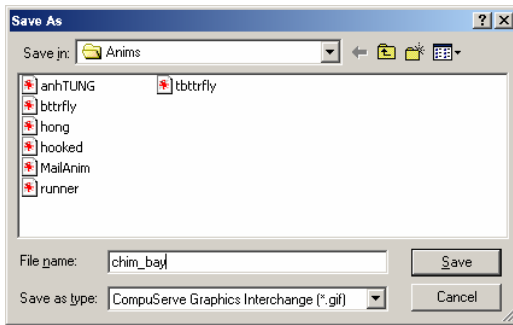 Save As
Save in: Anims
anhTUNG
bttrfly
hong
hooked
MailAnim
runner
tbttrfly
File name: chim_bay Save
Save as type: CompuServe Graphics Interchange (*.gif) Cancel